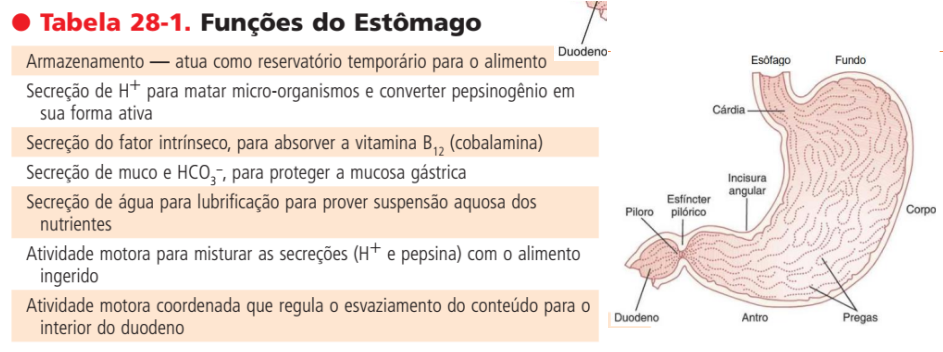 ● Tabela 28-1. Funções do Estômago
Armazenamento — atua como reservatório temporário para o alimento
Secreção de H⁺ para matar micro-organismos e converter pepsinogênio em
sua forma ativa
Secreção do fator intrínseco, para absorver a vitamina B₁₂ (cobalamina)
Secreção de muco e HCO₃⁻, para proteger a mucosa gástrica
Secreção de água para lubrificação para prover suspensão aquosa dos
nutrientes
Atividade motora para misturar as secreções (H⁺ e pepsina) com o alimento
ingerido
Atividade motora coordenada que regula o esvaziamento do conteúdo para o
interior do duodeno
Duodeno
Esôfago
Fundo
Cárdia
Incisura
angular
Esfíncter
pilórico
Piloro
Corpo
Duodeno
Antro
Pregas